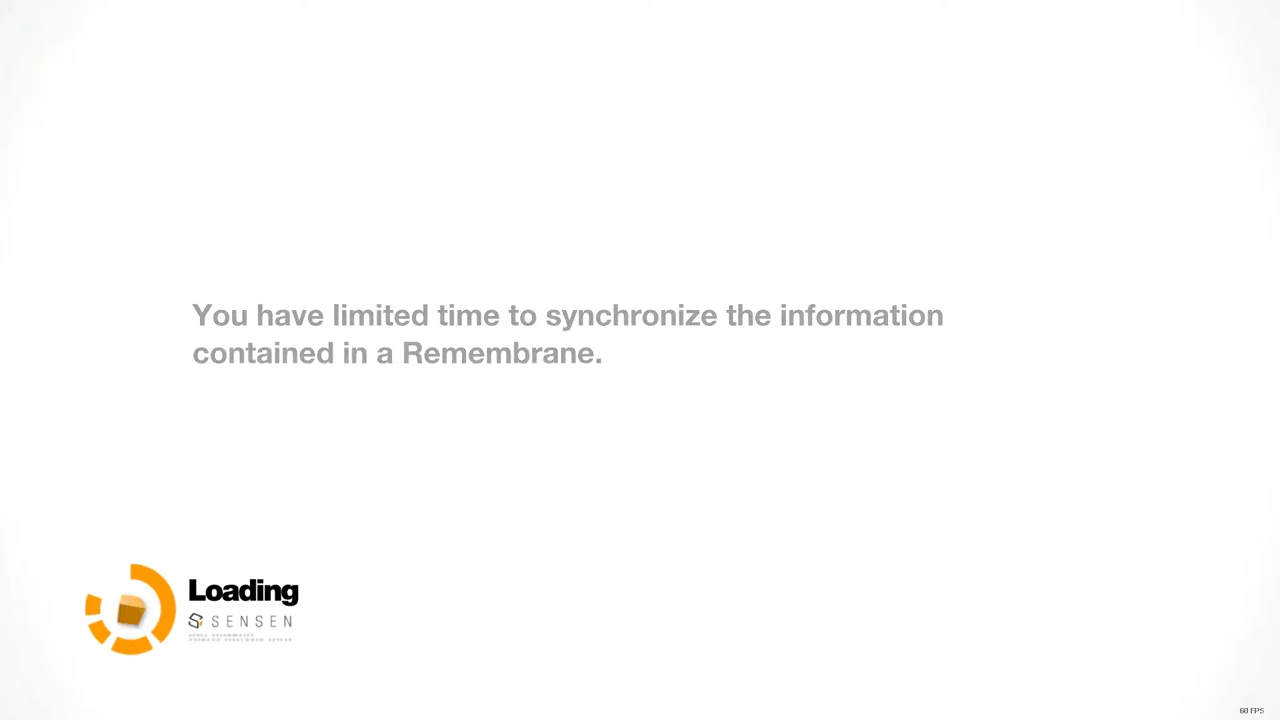 You have limited time to synchronize the information
contained in a Remembrane.
Loading
SENSEN
60 FPS